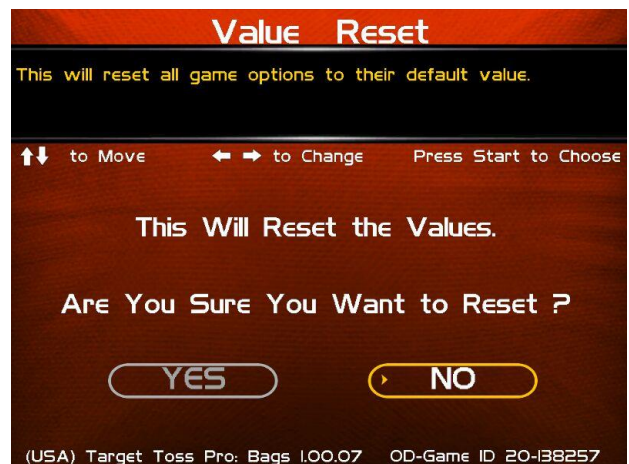 Value Reset
This will reset all game options to their default value.
to Move to Change Press Start to Choose
This Will Reset the Values.
Are You Sure You Want to Reset ?
YES NO
(USA) Target Toss Pro: Bags 1.00.07 OD-Game ID 20-138257